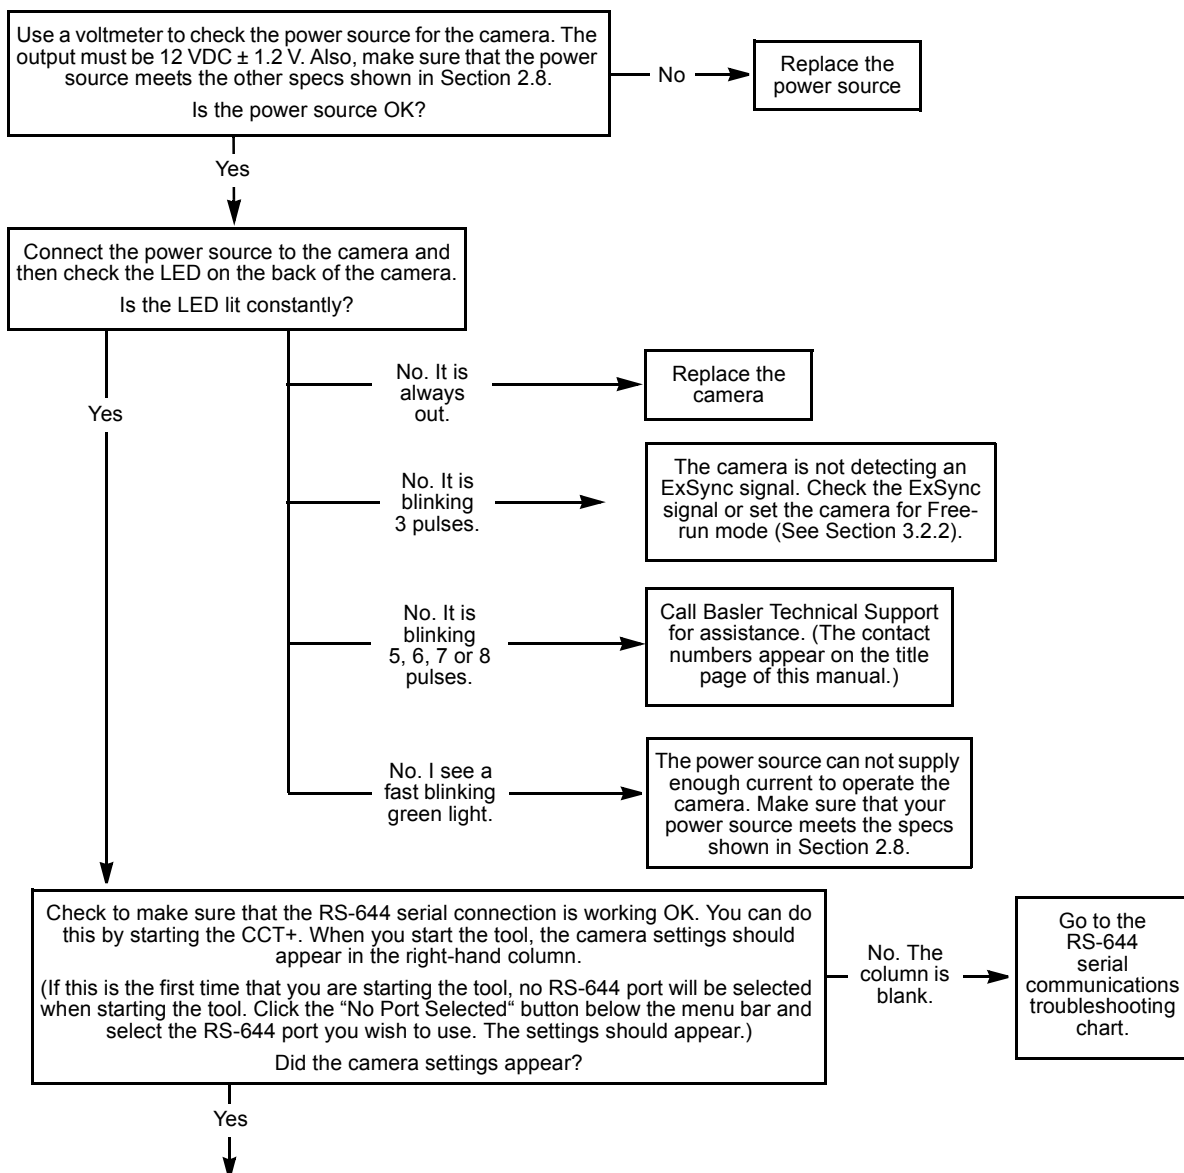 Use a voltmeter to check the power source for the camera. The
output must be 12 VDC ± 1.2 V. Also, make sure that the power
source meets the other specs shown in Section 2.8.
Is the power source OK?
No
Replace the
power source
Yes
Connect the power source to the camera and
then check the LED on the back of the camera.
Is the LED lit constantly?
Yes
No. It is
always
out.
Replace the
camera
No. It is
blinking
3 pulses.
The camera is not detecting an
ExSync signal. Check the ExSync
signal or set the camera for Free-
run mode (See Section 3.2.2).
No. It is
blinking
5, 6, 7 or 8
pulses.
Call Basler Technical Support
for assistance. (The contact
numbers appear on the title
page of this manual.)
No. I see a
fast blinking
green light.
The power source can not supply
enough current to operate the
camera. Make sure that your
power source meets the specs
shown in Section 2.8.
Check to make sure that the RS-644 serial connection is working OK. You can do
this by starting the CCT+. When you start the tool, the camera settings should
appear in the right-hand column.
(If this is the first time that you are starting the tool, no RS-644 port will be selected
when starting the tool. Click the “No Port Selected“ button below the menu bar and
select the RS-644 port you wish to use. The settings should appear.)
Did the camera settings appear?
No. The
column is
blank.
Go to the
RS-644
serial
communications
troubleshooting
chart.
Yes